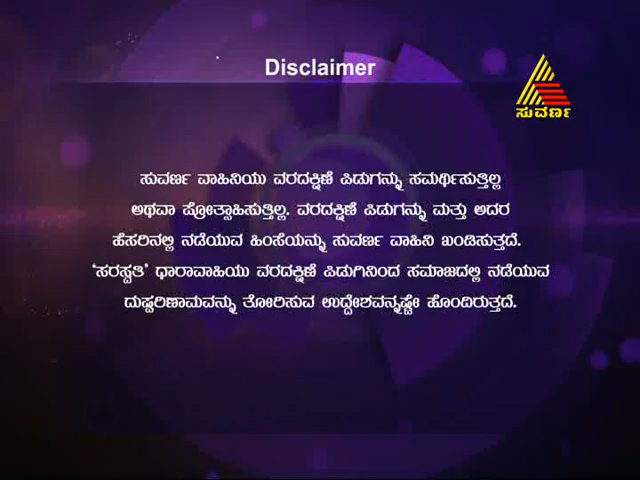 Disclaimer
ಸುವರ್ಣ
ಸುವರ್ಣ ವಾಹಿನಿಯು ವರದಕ್ಷಿಣೆ ಪಿಡುಗನ್ನು ಸಮರ್ಥಿಸುತ್ತಿಲ್ಲ
ಅಥವಾ ಪ್ರೋತ್ಸಾಹಿಸುತ್ತಿಲ್ಲ. ವರದಕ್ಷಿಣೆ ಪಿಡುಗನ್ನು ಮತ್ತು ಅದರ
ಹೆಸರಿನಲ್ಲಿ ನಡೆಯುವ ಹಿಂಸೆಯನ್ನು ಸುವರ್ಣ ವಾಹಿನಿ ಖಂಡಿಸುತ್ತದೆ.
‘ಸರಸ್ವತಿ’ ಧಾರಾವಾಹಿಯು ವರದಕ್ಷಿಣೆ ಪಿಡುಗಿನಿಂದ ಸಮಾಜದಲ್ಲಿ ನಡೆಯುವ
ದುಷ್ಪರಿಣಾಮವನ್ನು ತೋರಿಸುವ ಉದ್ದೇಶವನ್ನಷ್ಟೇ ಹೊಂದಿರುತ್ತದೆ.